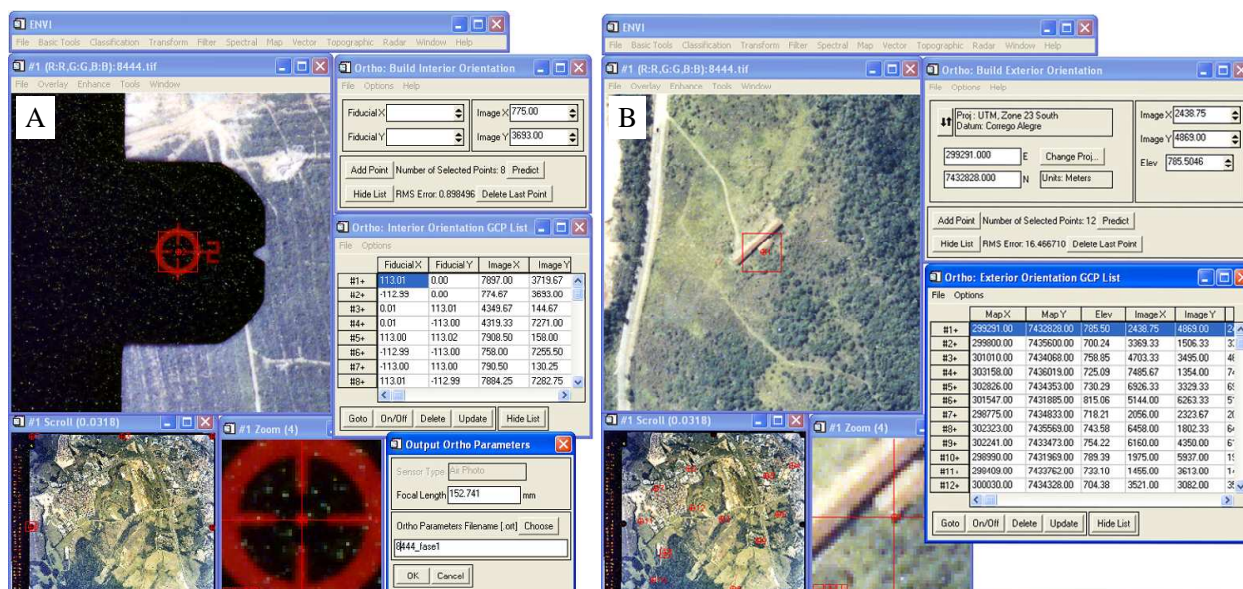 A
ENVI
File Basic Tools Classification Transform Filter Spectral Map Vector Topographic Radar Window Help
#1 (R:R,G:G,B:B):8444.tif
File Overlay Enhance Tools Window
2
Ortho: Build Interior Orientation
File Options Help
Fiducial X Image X 775.00
Fiducial Y Image Y 3693.00
Add Point Number of Selected Points: 8 Predict
Hide List RMS Error: 0.898496 Delete Last Point
Ortho: Interior Orientation GCP List
File Options
Fiducial X Fiducial Y Image X Image Y
#1+ 113.01 0.00 7897.00 3719.67
#2+ -112.99 0.00 774.67 3693.00
#3+ 0.01 113.01 4349.67 144.67
#4+ 0.01 -113.00 4319.33 7271.00
#5+ 113.00 113.02 7908.50 158.00
#6+ -112.99 -113.00 758.00 7255.50
#7+ -113.00 113.00 790.50 130.25
#8+ 113.01 -112.99 7884.25 7282.75
Goto On/Off Delete Update Hide List
#1 Scroll (0.0318)
#1 Zoom (4)
Output Ortho Parameters
Sensor Type Air Photo
Focal Length 152.741 mm
Ortho Parameters Filename [.ort] Choose
8444_fase1
OK Cancel
B
ENVI
File Basic Tools Classification Transform Filter Spectral Map Vector Topographic Radar Window Help
#1 (R:R,G:G,B:B):8444.tif
File Overlay Enhance Tools Window
Ortho: Build Exterior Orientation
File Options Help
Proj : UTM, Zone 23 South
Datum: Corrego Alegre
Image X 2438.75
Image Y 4869.00
299291.000 E Change Proj... Elev 785.5046
7432828.000 N Units: Meters
Add Point Number of Selected Points: 12 Predict
Hide List RMS Error: 16.466710 Delete Last Point
Ortho: Exterior Orientation GCP List
File Options
Map X Map Y Elev Image X Image Y
#1+ 299291.00 7432828.00 785.50 2438.75 4869.00
#2+ 299800.00 7435600.00 700.24 3369.33 1506.33
#3+ 301010.00 7434068.00 758.85 4703.33 3495.00
#4+ 303158.00 7436019.00 725.09 7485.67 1354.00
#5+ 302826.00 7434353.00 730.29 6926.33 3329.33
#6+ 301547.00 7431885.00 815.06 5144.00 6263.33
#7+ 298775.00 7434833.00 718.21 2056.00 2323.67
#8+ 302323.00 7435569.00 743.58 6458.00 1802.33
#9+ 302241.00 7433473.00 754.22 6160.00 4350.00
#10+ 298990.00 7431969.00 789.39 1975.00 5937.00
#11+ 298409.00 7433762.00 733.10 1455.00 3613.00
#12+ 300030.00 7434328.00 704.38 3521.00 3082.00
Goto On/Off Delete Update Hide List
#1 Scroll (0.0318)
#1 Zoom (4)